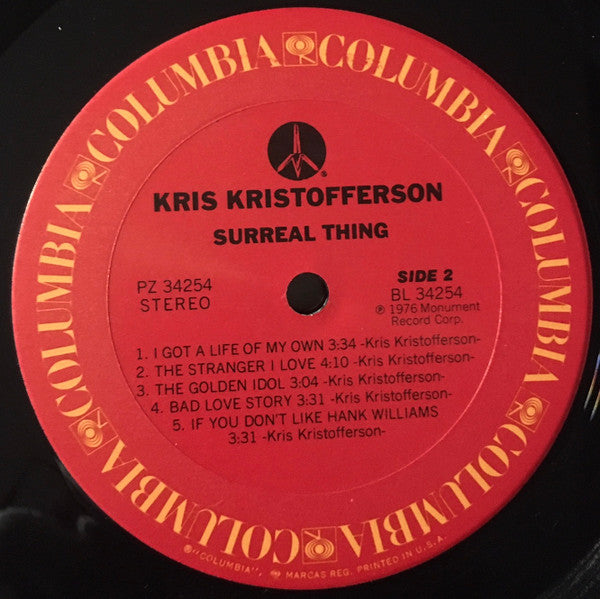 COLUMBIA COLUMBIA COLUMBIA COLUMBIA COLUMBIA COLUMBIA COLUMBIA COLUMBIA
®
KRIS KRISTOFFERSON
SURREAL THING
PZ 34254
STEREO
SIDE 2
BL 34254
℗ 1976 Monument
Record Corp.
1. I GOT A LIFE OF MY OWN 3:34 -Kris Kristofferson-
2. THE STRANGER I LOVE 4:10 -Kris Kristofferson-
3. THE GOLDEN IDOL 3:04 -Kris Kristofferson-
4. BAD LOVE STORY 3:31 -Kris Kristofferson-
5. IF YOU DON'T LIKE HANK WILLIAMS
3:31 -Kris Kristofferson-
®"COLUMBIA", MARCAS REG. PRINTED IN U.S.A.